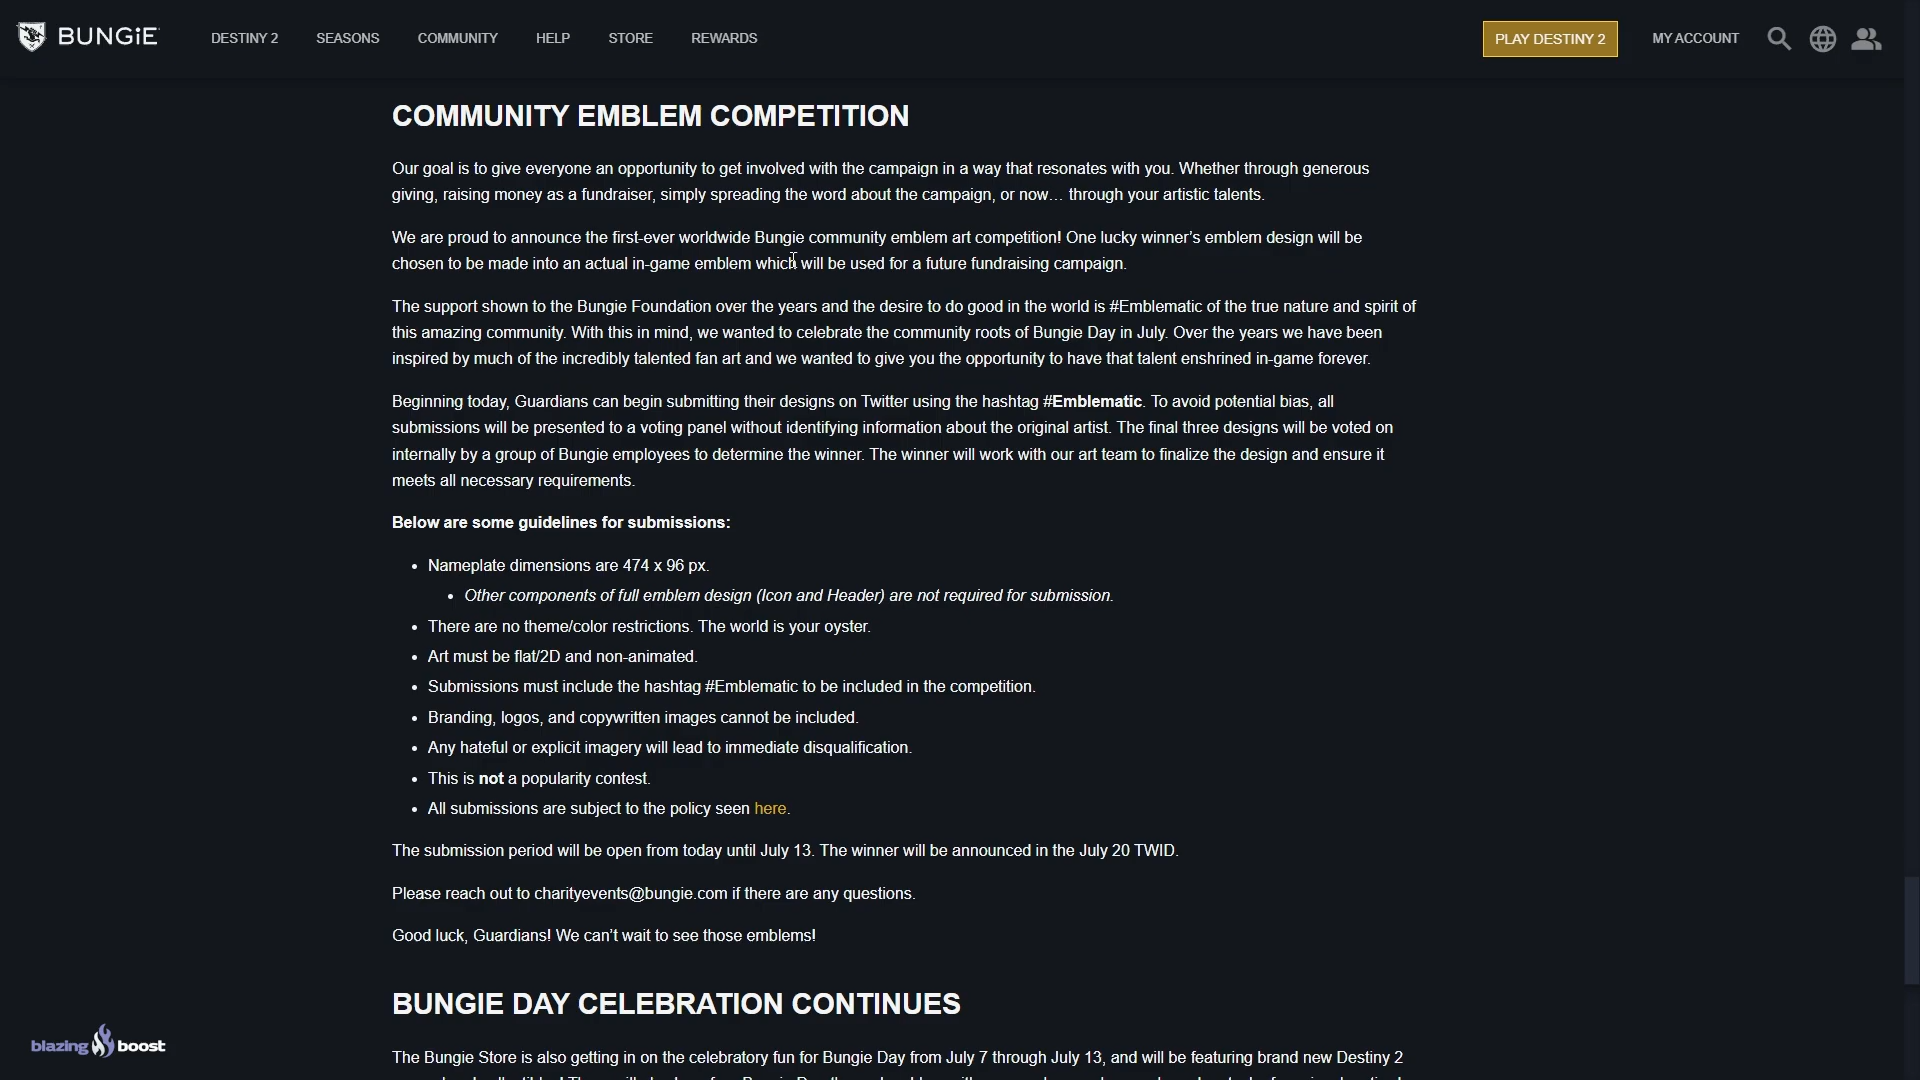 BUNGiE
DESTINY 2
SEASONS
COMMUNITY
HELP
STORE
REWARDS
PLAY DESTINY 2
MY ACCOUNT
COMMUNITY EMBLEM COMPETITION
Our goal is to give everyone an opportunity to get involved with the campaign in a way that resonates with you. Whether through generous
giving, raising money as a fundraiser, simply spreading the word about the campaign, or now… through your artistic talents.
We are proud to announce the first-ever worldwide Bungie community emblem art competition! One lucky winner’s emblem design will be
chosen to be made into an actual in-game emblem which will be used for a future fundraising campaign.
The support shown to the Bungie Foundation over the years and the desire to do good in the world is #Emblematic of the true nature and spirit of
this amazing community. With this in mind, we wanted to celebrate the community roots of Bungie Day in July. Over the years we have been
inspired by much of the incredibly talented fan art and we wanted to give you the opportunity to have that talent enshrined in-game forever.
Beginning today, Guardians can begin submitting their designs on Twitter using the hashtag #Emblematic. To avoid potential bias, all
submissions will be presented to a voting panel without identifying information about the original artist. The final three designs will be voted on
internally by a group of Bungie employees to determine the winner. The winner will work with our art team to finalize the design and ensure it
meets all necessary requirements.
Below are some guidelines for submissions:
• Nameplate dimensions are 474 x 96 px.
• Other components of full emblem design (Icon and Header) are not required for submission.
• There are no theme/color restrictions. The world is your oyster.
• Art must be flat/2D and non-animated.
• Submissions must include the hashtag #Emblematic to be included in the competition.
• Branding, logos, and copywritten images cannot be included.
• Any hateful or explicit imagery will lead to immediate disqualification.
• This is not a popularity contest.
• All submissions are subject to the policy seen here.
The submission period will be open from today until July 13. The winner will be announced in the July 20 TWID.
Please reach out to charityevents@bungie.com if there are any questions.
Good luck, Guardians! We can’t wait to see those emblems!
BUNGIE DAY CELEBRATION CONTINUES
blazing boost
The Bungie Store is also getting in on the celebratory fun for Bungie Day from July 7 through July 13, and will be featuring brand new Destiny 2